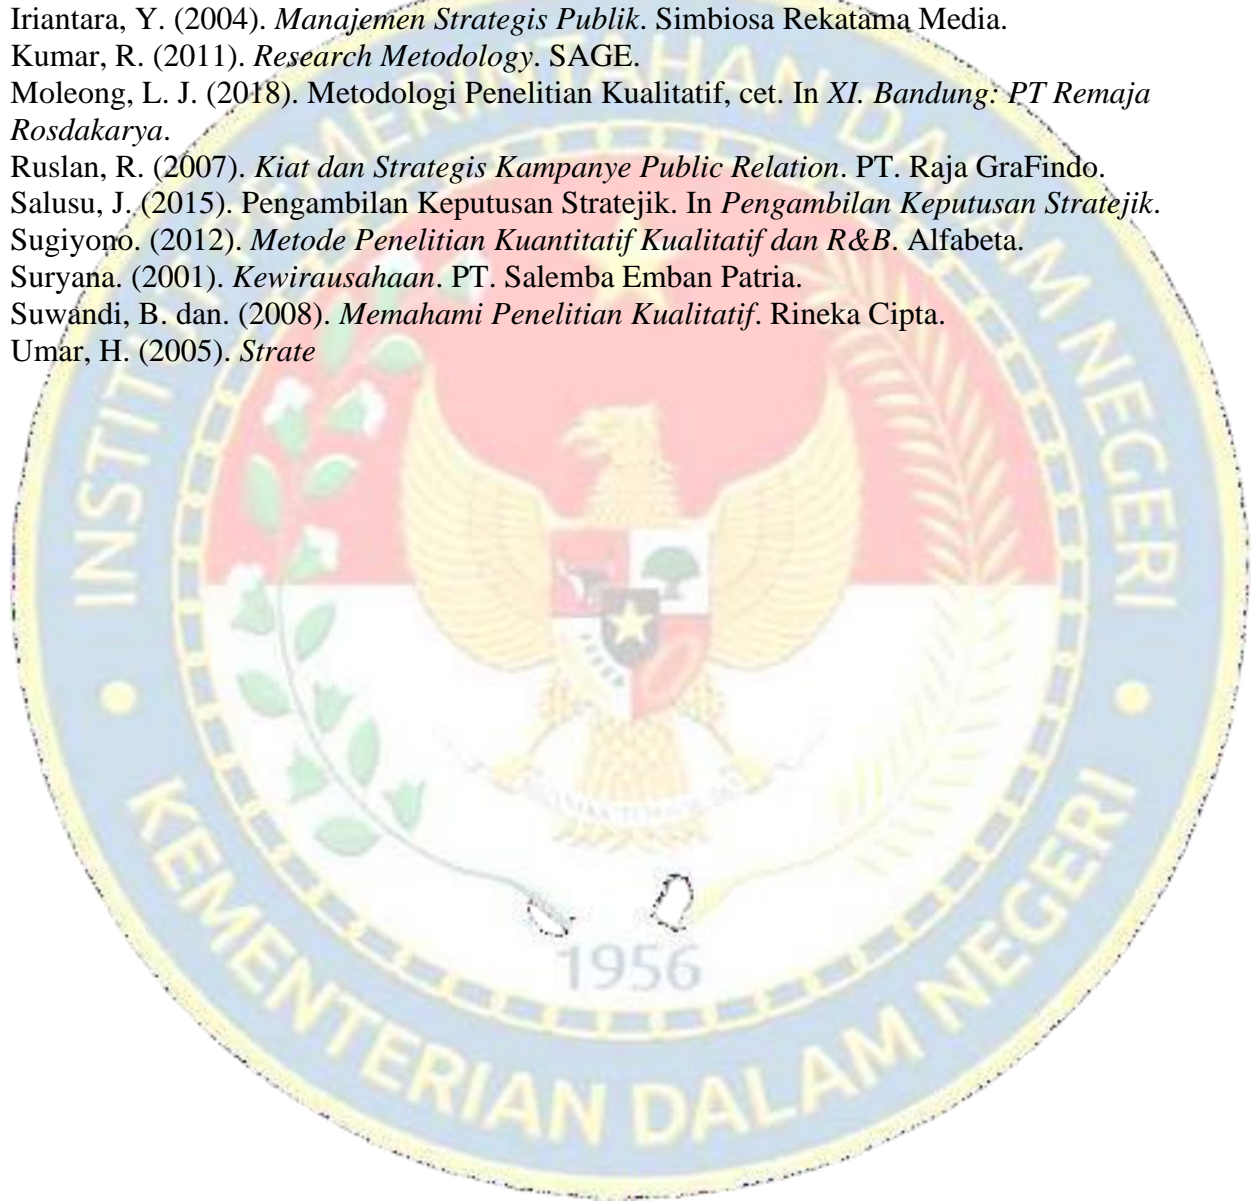 Iriantara, Y. (2004). Manajemen Strategis Publik. Simbiosa Rekatama Media.
Kumar, R. (2011). Research Metodology. SAGE.
Moleong, L. J. (2018). Metodologi Penelitian Kualitatif, cet. In XI. Bandung: PT Remaja
Rosdakarya.
Ruslan, R. (2007). Kiat dan Strategis Kampanye Public Relation. PT. Raja GraFindo.
Salusu, J. (2015). Pengambilan Keputusan Stratejik. In Pengambilan Keputusan Stratejik.
Sugiyono. (2012). Metode Penelitian Kuantitatif Kualitatif dan R&B. Alfabeta.
Suryana. (2001). Kewirausahaan. PT. Salemba Emban Patria.
Suwandi, B. dan. (2008). Memahami Penelitian Kualitatif. Rineka Cipta.
Umar, H. (2005). Strate
INSTITUT PEMERINTAHAN DALAM NEGERI
1956
KEMENTERIAN DALAM NEGERI